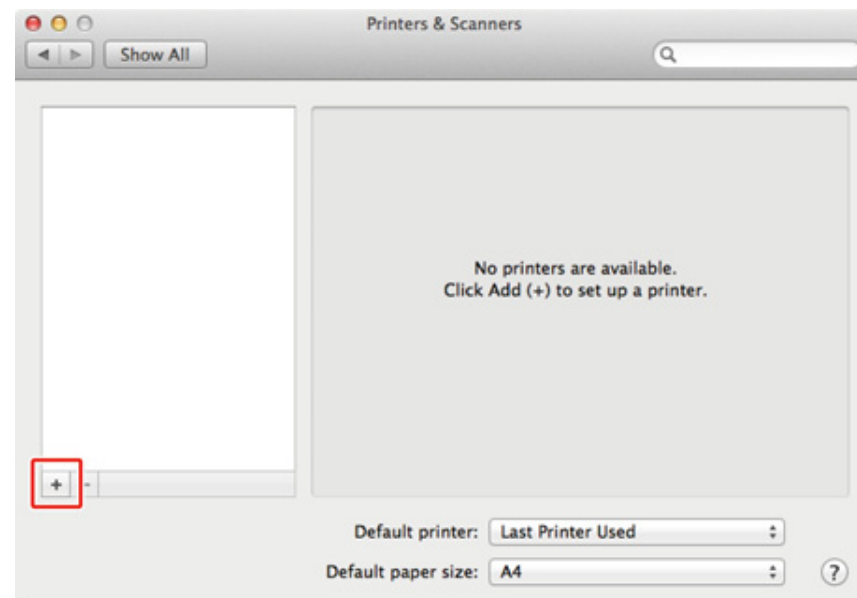 Printers & Scanners
Show All
No printers are available.
Click Add (+) to set up a printer.
+ -
Default printer: Last Printer Used
Default paper size: A4 ?